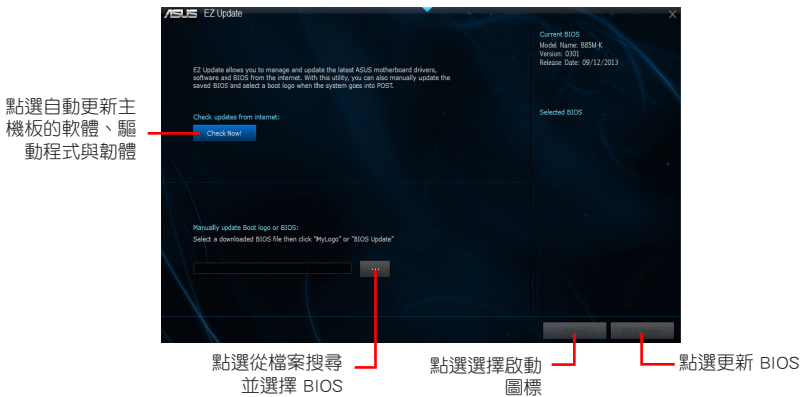 ASUS EZ Update
Current BIOS
Model Name: B85M-K
Version: 0301
Release Date: 09/12/2013
EZ Update allows you to manage and update the latest ASUS motherboard drivers,
software and BIOS from the internet. With this utility, you can also manually update the
saved BIOS and select a boot logo when the system goes into POST.
Selected BIOS
點選自動更新主
機板的軟體、驅
動程式與韌體
Check updates from internet:
Check Now!
Manually update Boot logo or BIOS:
Select a downloaded BIOS file then click "MyLogo" or "BIOS Update"
...
點選從檔案搜尋
並選擇 BIOS
點選選擇啟動
圖標
點選更新 BIOS